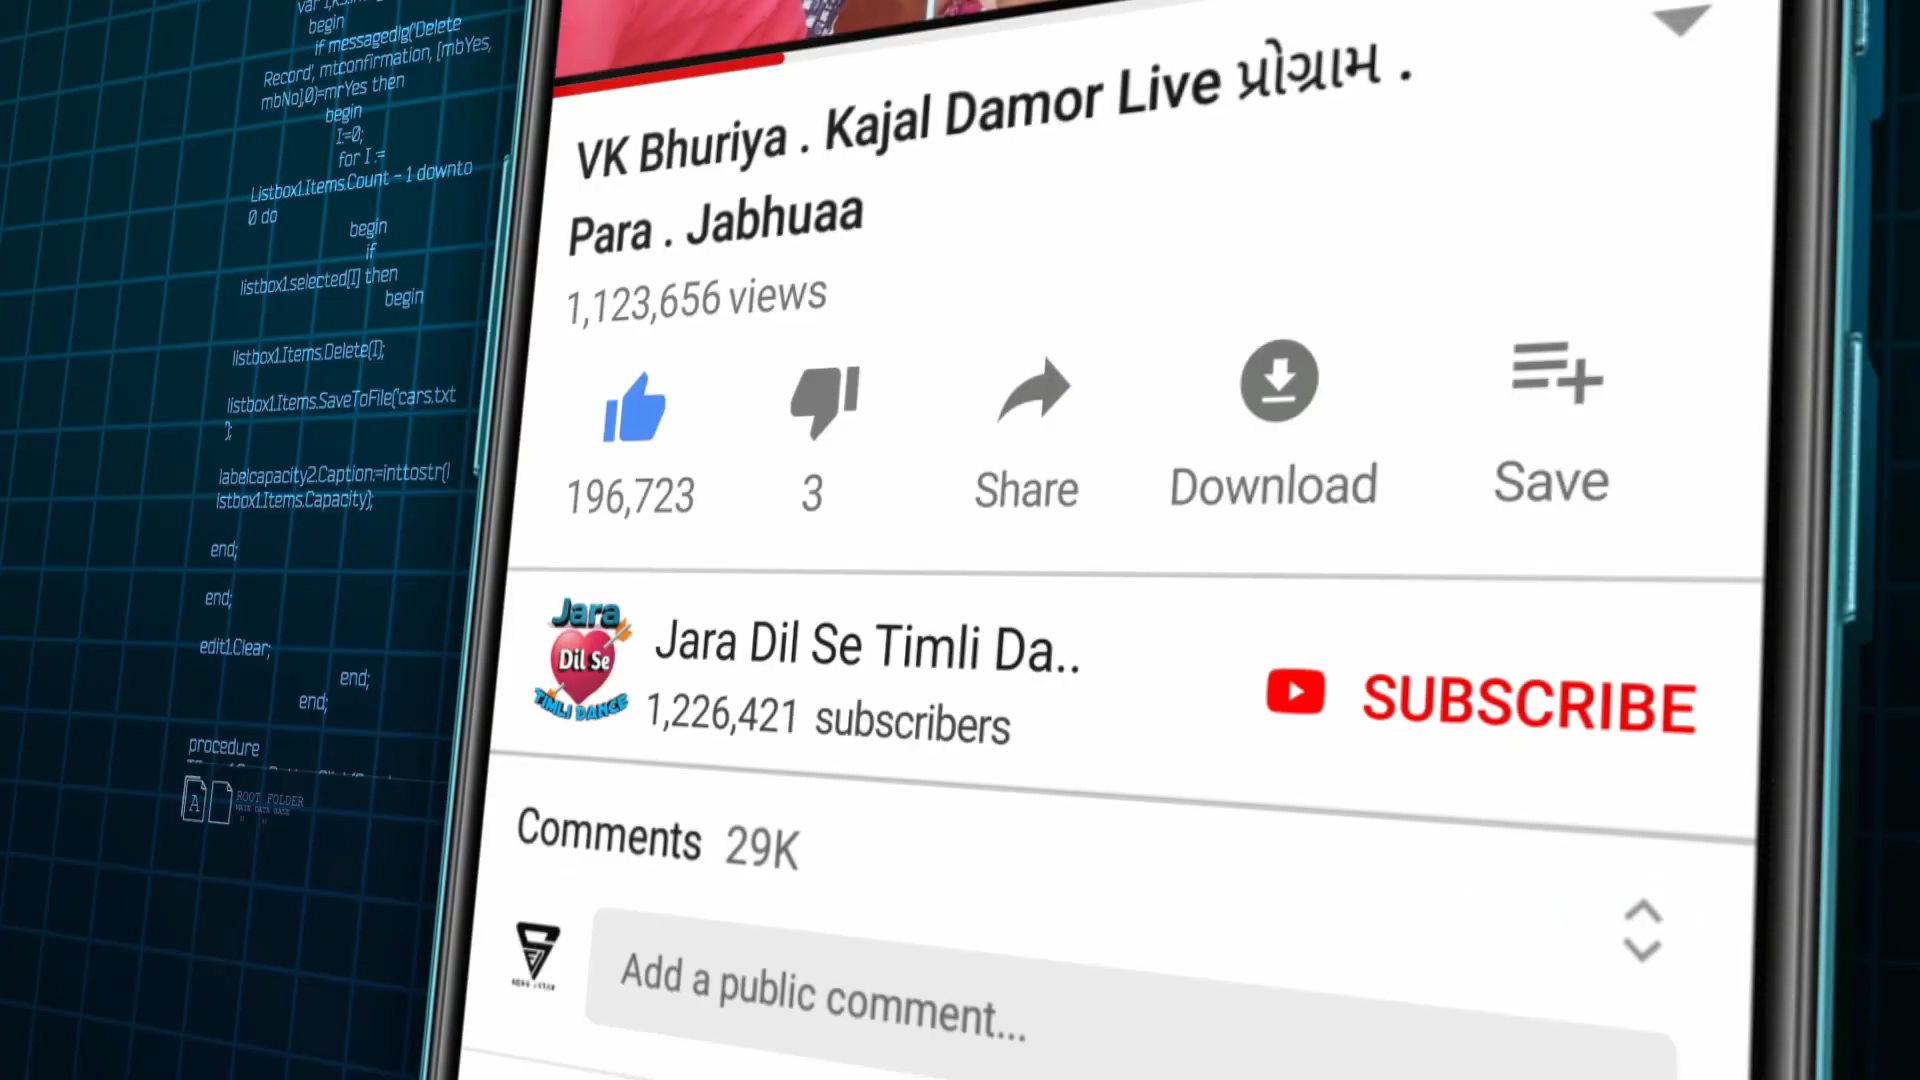 begin
if messagedlg('Delete
Record', mtconfirmation, [mbYes,
mbNo],0)=mrYes then
begin
I:=0;
for I :=
Listbox1.Items.Count - 1 downto
0 do
begin
if
listbox1.selected[I] then
begin
listbox1.Items.Delete(I);
listbox1.Items.SaveToFile('cars.txt
');
labelcapacity2.Caption:=inttostr(l
istbox1.Items.Capacity);
end;
end;
edit1.Clear;
end;
end;
procedure
A ROOT FOLDER
VK Bhuriya . Kajal Damor Live પ્રોગ્રામ .
Para . Jabhuaa
1,123,656 views
196,723 3 Share Download Save
Jara
Dil Se
TIMLI DANCE
Jara Dil Se Timli Da..
1,226,421 subscribers
SUBSCRIBE
Comments 29K
Add a public comment...